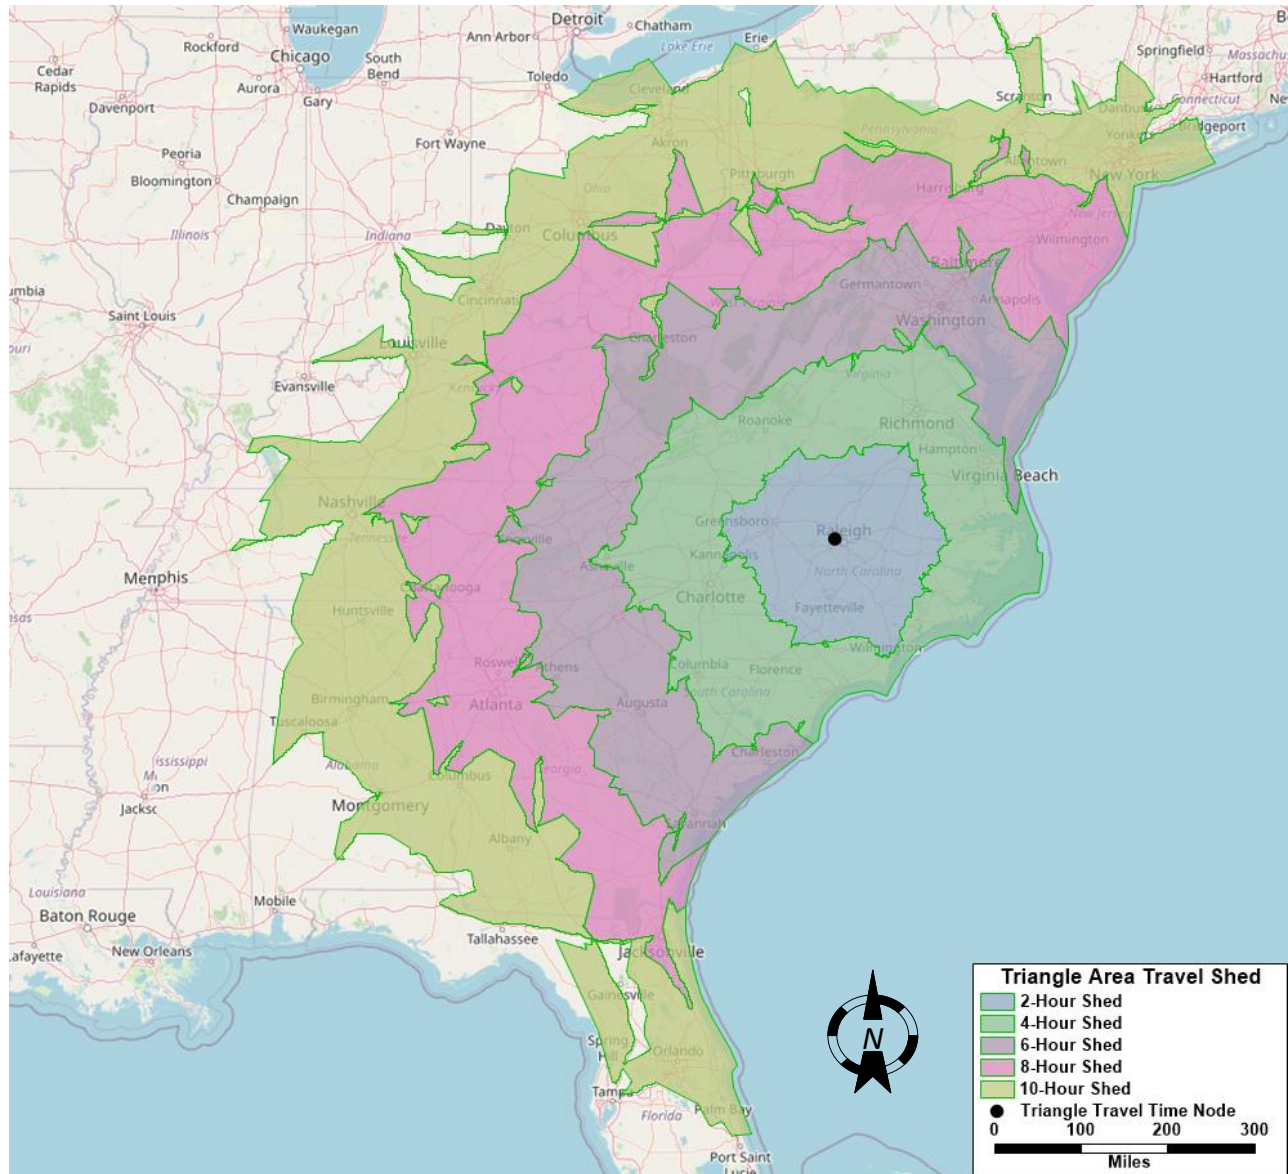 Detroit
Chatham
Waukegan
Rockford
Ann Arbor
Lake Erie
Erie
Springfield
Chicago
South Bend
Toledo
Cedar Rapids
Aurora
Gary
Cleveland
Scranton
Hartford
Davenport
Danbury
Connecticut
Bridgeport
Fort Wayne
Akron
Pennsylvania
Yonkers
Peoria
Bloomington
Pittsburgh
Allentown
New York
Champaign
Ohio
Harrisburg
New Jersey
Illinois
Indiana
Dayton
Columbus
Wilmington
Baltimore
Cincinnati
West Virginia
Germantown
Annapolis
Saint Louis
Washington
Louisville
Charleston
Evansville
Kentucky
Virginia
Roanoke
Richmond
Hampton
Virginia Beach
Nashville
Greensboro
Raleigh
Tennessee
Knoxville
Kannapolis
Asheville
North Carolina
Memphis
Chattanooga
Charlotte
Huntsville
Fayetteville
Wilmington
Roswell
Athens
Columbia
Florence
South Carolina
Birmingham
Atlanta
Augusta
Tuscaloosa
Charleston
ississippi
Alabama
Columbus
Georgia
Montgomery
Savannah
Albany
Louisiana
Mobile
Baton Rouge
Tallahassee
Jacksonville
New Orleans
Gainesville
Spring Hill
Orlando
Tampa
Florida
Palm Bay
Port Saint Lucie
N
Triangle Area Travel Shed
2-Hour Shed
4-Hour Shed
6-Hour Shed
8-Hour Shed
10-Hour Shed
Triangle Travel Time Node
0 100 200 300
Miles